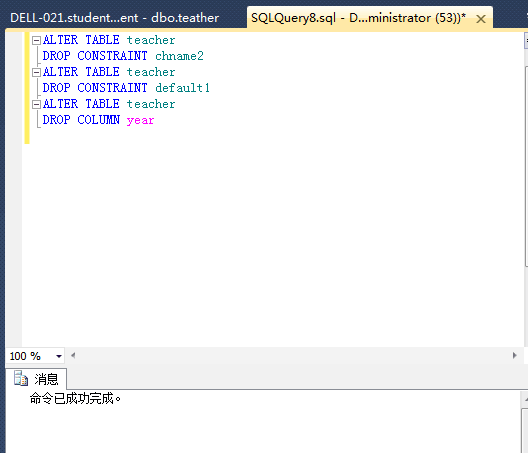 DELL-021.student...ent - dbo.teather
SQLQuery8.sql - D...ministrator (53))*
ALTER TABLE teacher
DROP CONSTRAINT chname2
ALTER TABLE teacher
DROP CONSTRAINT default1
ALTER TABLE teacher
DROP COLUMN year
100 %
消息
命令已成功完成。